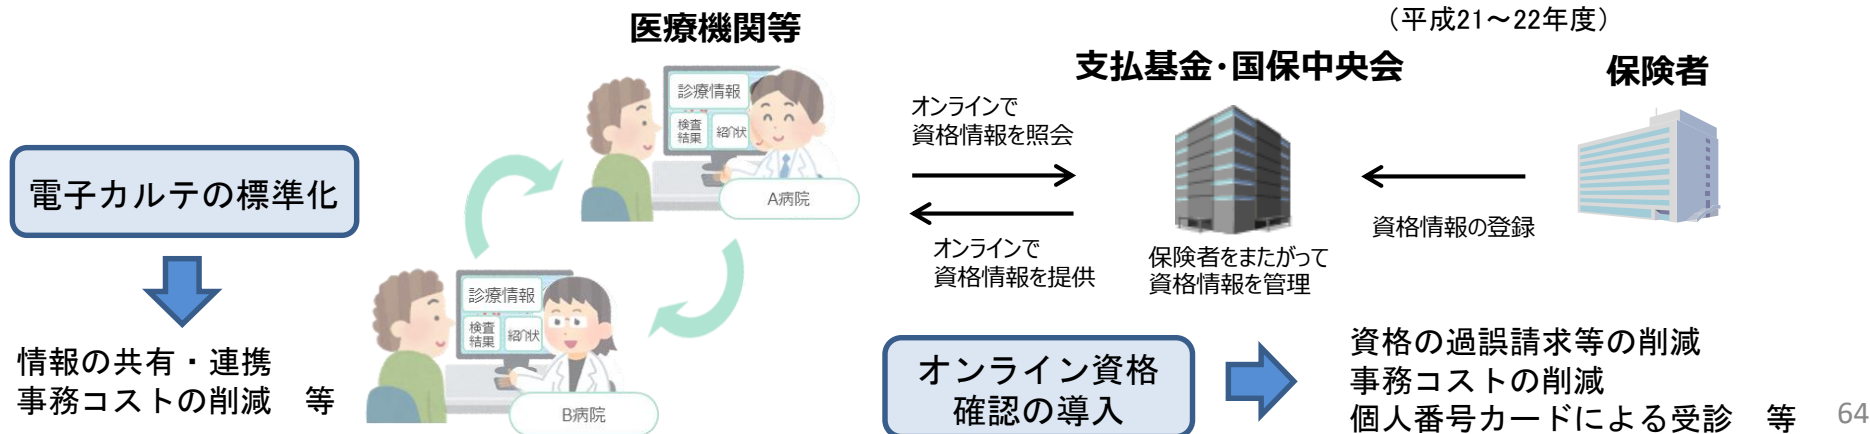 医療機関等
(平成21～22年度)
支払基金・国保中央会
保険者
診療情報
検査
結果
紹介状
A病院
オンラインで
資格情報を照会
オンラインで
資格情報を提供
保険者をまたがって
資格情報を管理
資格情報の登録
電子カルテの標準化
情報の共有・連携
事務コストの削減　等
診療情報
検査
結果
紹介状
B病院
オンライン資格
確認の導入
資格の過誤請求等の削減
事務コストの削減
個人番号カードによる受診　等
64